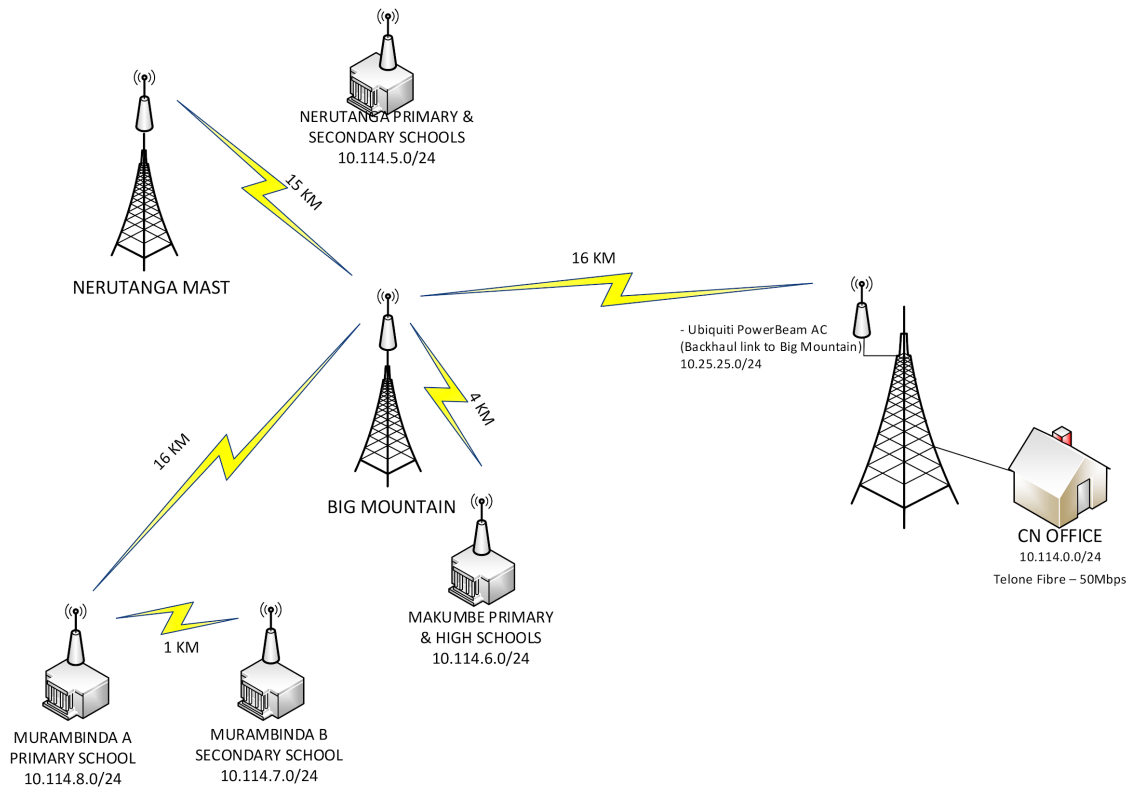 NERUTANGA PRIMARY &
SECONDARY SCHOOLS
10.114.5.0/24
15 KM
NERUTANGA MAST
16 KM
- Ubiquiti PowerBeam AC
(Backhaul link to Big Mountain)
10.25.25.0/24
4 KM
16 KM
BIG MOUNTAIN
CN OFFICE
10.114.0.0/24
Telone Fibre – 50Mbps
MAKUMBE PRIMARY
& HIGH SCHOOLS
10.114.6.0/24
1 KM
MURAMBINDA A
PRIMARY SCHOOL
10.114.8.0/24
MURAMBINDA B
SECONDARY SCHOOL
10.114.7.0/24